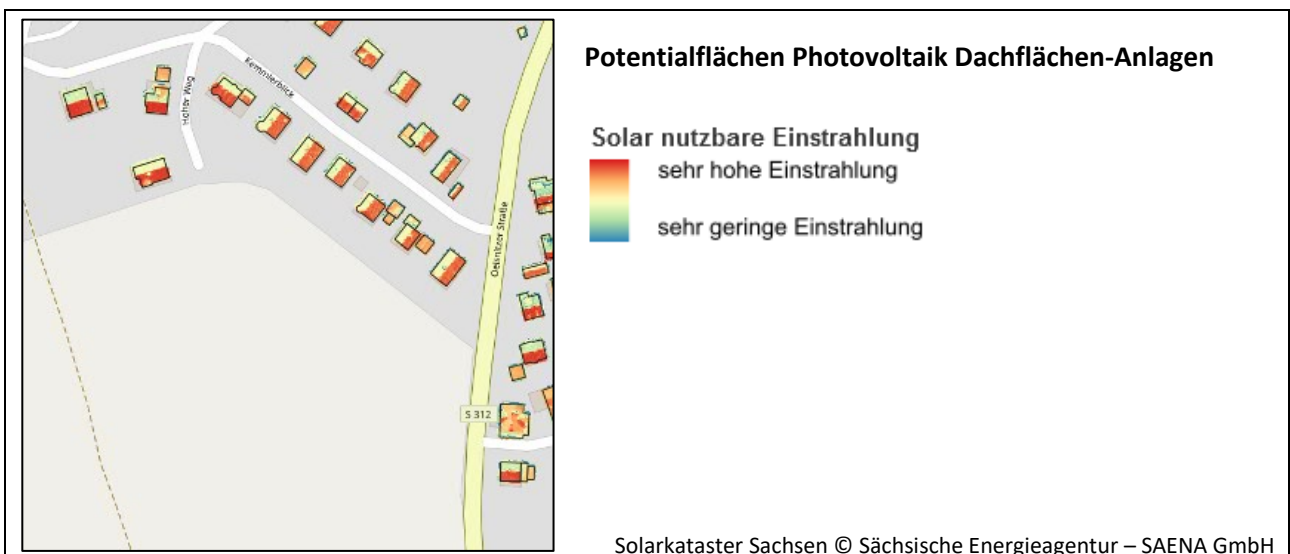 Potentialflächen Photovoltaik Dachflächen-Anlagen
Solar nutzbare Einstrahlung
sehr hohe Einstrahlung
sehr geringe Einstrahlung
Kemmlerblick
Hoher Weg
Oelsnitzer Straße
S 312
Solarkataster Sachsen © Sächsische Energieagentur – SAENA GmbH